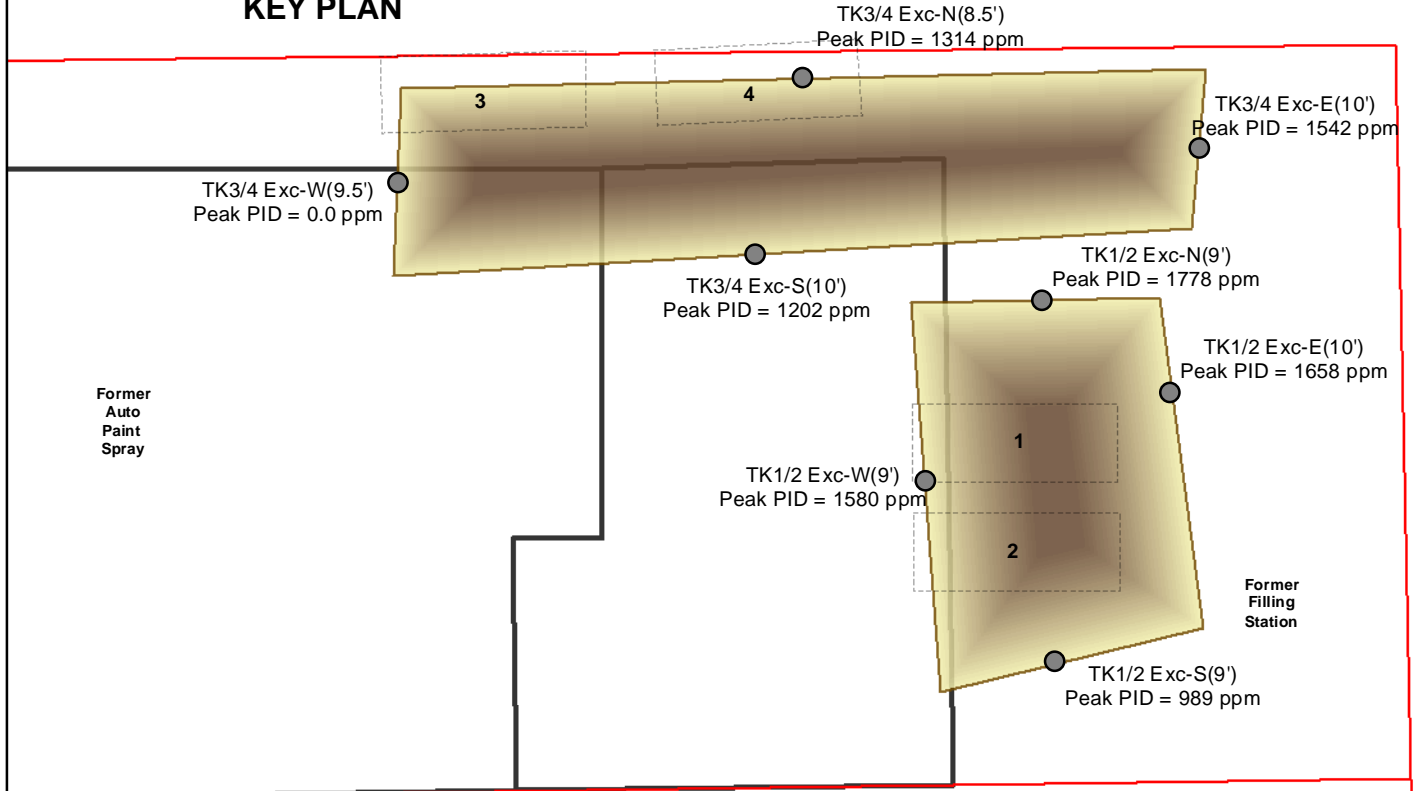 KEY PLAN
TK3/4 Exc-N(8.5')
Peak PID = 1314 ppm
3
4
TK3/4 Exc-E(10')
Peak PID = 1542 ppm
TK3/4 Exc-W(9.5')
Peak PID = 0.0 ppm
TK3/4 Exc-S(10')
Peak PID = 1202 ppm
TK1/2 Exc-N(9')
Peak PID = 1778 ppm
TK1/2 Exc-E(10')
Peak PID = 1658 ppm
Former
Auto
Paint
Spray
1
TK1/2 Exc-W(9')
Peak PID = 1580 ppm
2
Former
Filling
Station
TK1/2 Exc-S(9')
Peak PID = 989 ppm